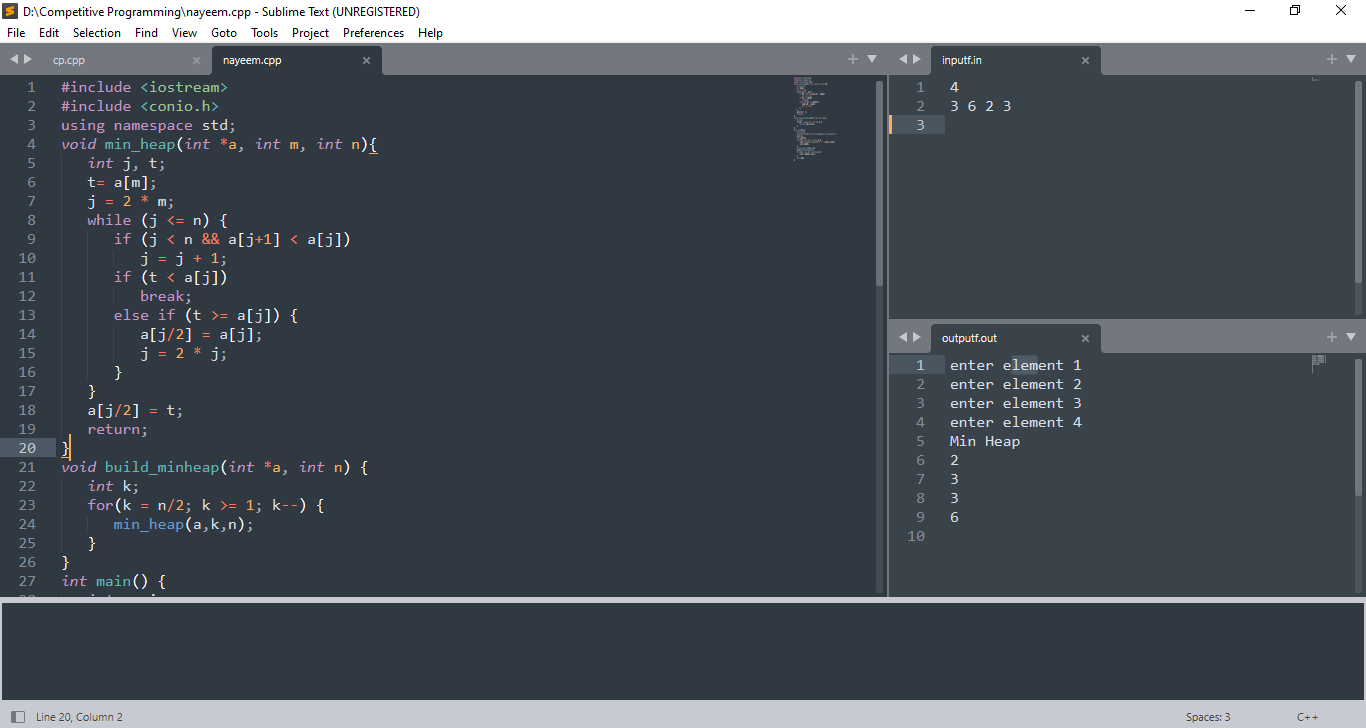 D:\Competitive Programming\nayeem.cpp - Sublime Text (UNREGISTERED)
File Edit Selection Find View Goto Tools Project Preferences Help
cp.cpp × nayeem.cpp ×
1 #include <iostream>
2 #include <conio.h>
3 using namespace std;
4 void min_heap(int *a, int m, int n){
5 int j, t;
6 t= a[m];
7 j = 2 * m;
8 while (j <= n) {
9 if (j < n && a[j+1] < a[j])
10 j = j + 1;
11 if (t < a[j])
12 break;
13 else if (t >= a[j]) {
14 a[j/2] = a[j];
15 j = 2 * j;
16 }
17 }
18 a[j/2] = t;
19 return;
20 }
21 void build_minheap(int *a, int n) {
22 int k;
23 for(k = n/2; k >= 1; k--) {
24 min_heap(a,k,n);
25 }
26 }
27 int main() {
inputf.in ×
1 4
2 3 6 2 3
3
outputf.out ×
1 enter element 1
2 enter element 2
3 enter element 3
4 enter element 4
5 Min Heap
6 2
7 3
8 3
9 6
10
Line 20, Column 2 Spaces: 3 C++